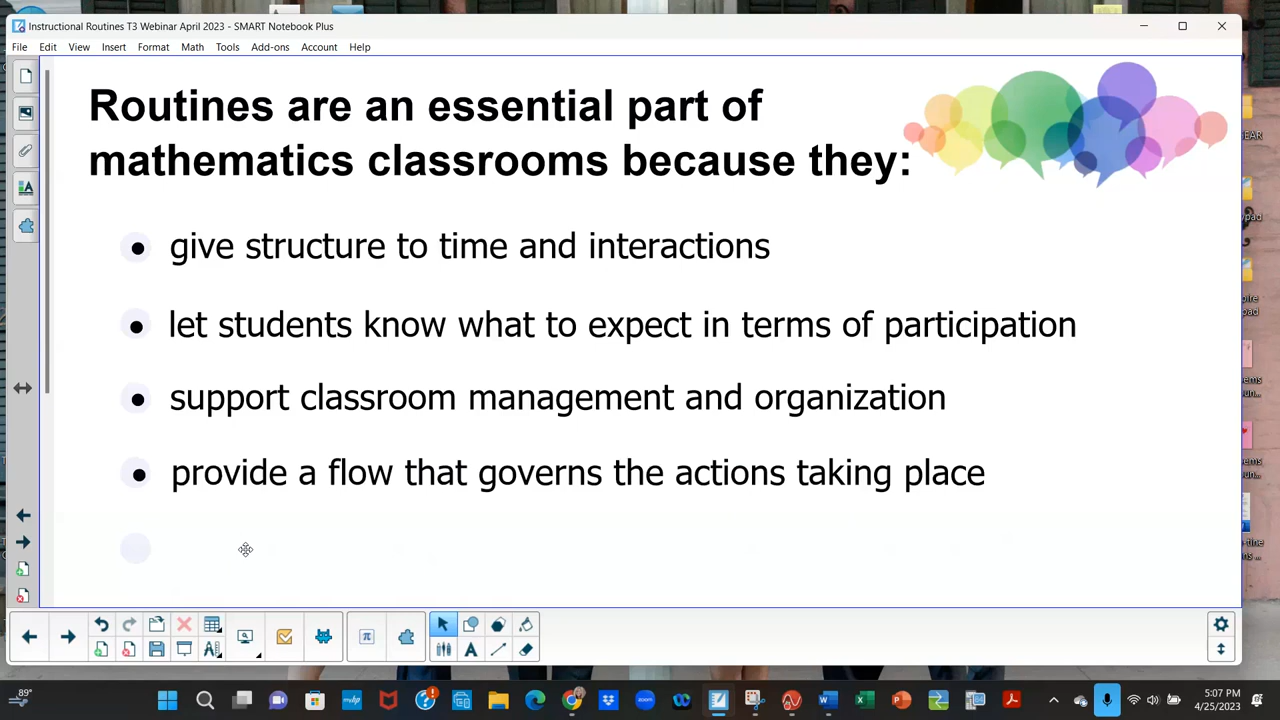 Instructional Routines T3 Webinar April 2023 - SMART Notebook Plus
File Edit View Insert Format Math Tools Add-ons Account Help
Routines are an essential part of
mathematics classrooms because they:
• give structure to time and interactions
• let students know what to expect in terms of participation
• support classroom management and organization
• provide a flow that governs the actions taking place
89°
5:07 PM
4/25/2023